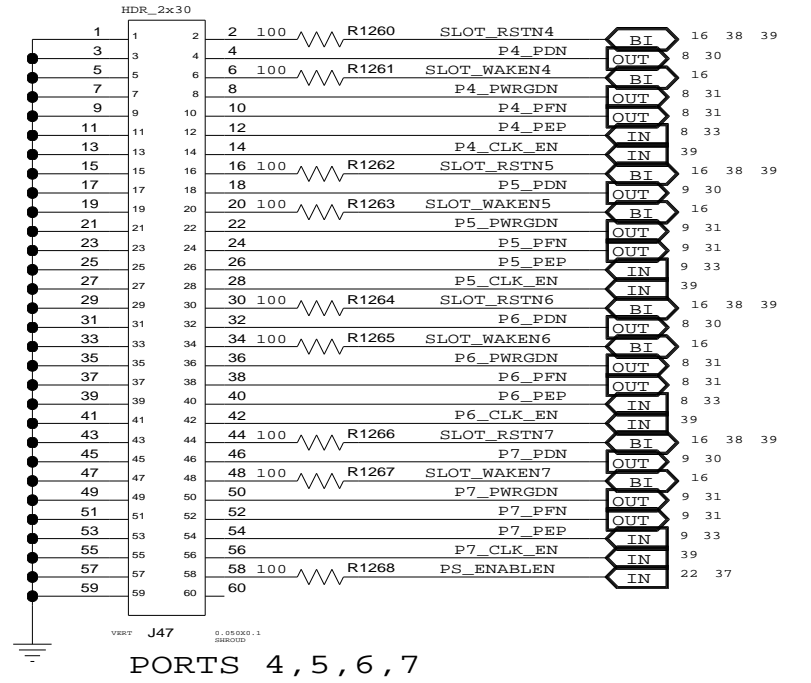 HDR_2x30
1 1 2 2 100 R1260 SLOT_RSTN4 BI 16 38 39
3 3 4 4 P4_PDN OUT 8 30
5 5 6 6 100 R1261 SLOT_WAKEN4 BI 16
7 7 8 8 P4_PWRGDN OUT 8 31
9 9 10 10 P4_PFN OUT 8 31
11 11 12 12 P4_PEP IN 8 33
13 13 14 14 P4_CLK_EN IN 39
15 15 16 16 100 R1262 SLOT_RSTN5 BI 16 38 39
17 17 18 18 P5_PDN OUT 9 30
19 19 20 20 100 R1263 SLOT_WAKEN5 BI 16
21 21 22 22 P5_PWRGDN OUT 9 31
23 23 24 24 P5_PFN OUT 9 31
25 25 26 26 P5_PEP IN 9 33
27 27 28 28 P5_CLK_EN IN 39
29 29 30 30 100 R1264 SLOT_RSTN6 BI 16 38 39
31 31 32 32 P6_PDN OUT 8 30
33 33 34 34 100 R1265 SLOT_WAKEN6 BI 16
35 35 36 36 P6_PWRGDN OUT 8 31
37 37 38 38 P6_PFN OUT 8 31
39 39 40 40 P6_PEP IN 8 33
41 41 42 42 P6_CLK_EN IN 39
43 43 44 44 100 R1266 SLOT_RSTN7 BI 16 38 39
45 45 46 46 P7_PDN OUT 9 30
47 47 48 48 100 R1267 SLOT_WAKEN7 BI 16
49 49 50 50 P7_PWRGDN OUT 9 31
51 51 52 52 P7_PFN OUT 9 31
53 53 54 54 P7_PEP IN 9 33
55 55 56 56 P7_CLK_EN IN 39
57 57 58 58 100 R1268 PS_ENABLEN IN 22 37
59 59 60 60
VERT J47 0.050X0.1
SHROUD
PORTS 4,5,6,7